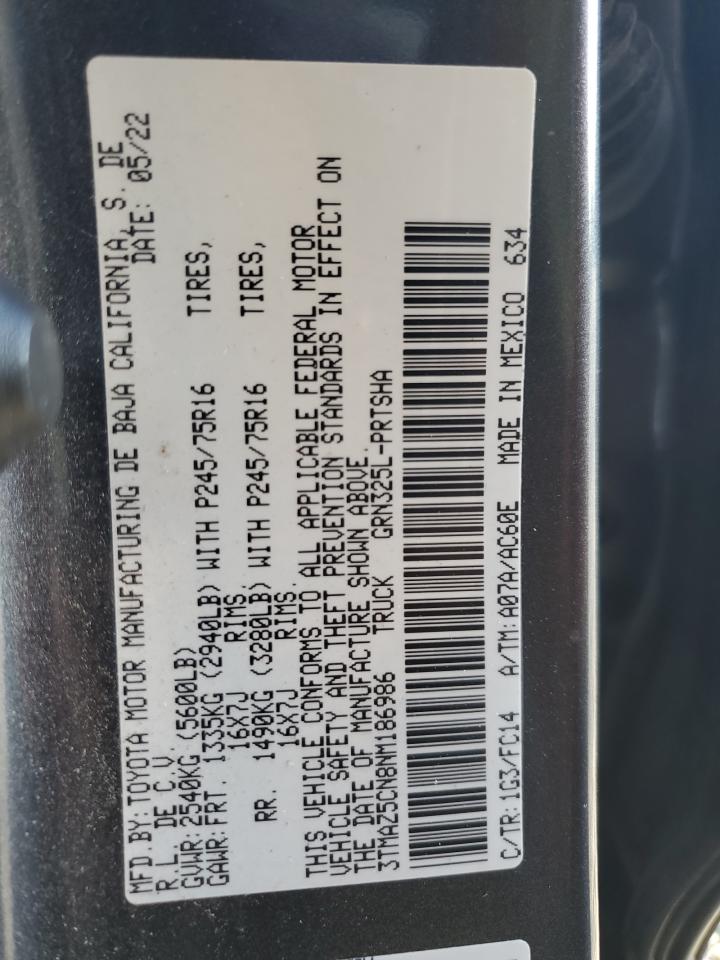 MFD.BY:TOYOTA MOTOR MANUFACTURING DE BAJA CALIFORNIA, S. DE
R.L. DE C.V. DATE: 05/22
GVWR:2540KG (5600LB)
GAWR:FRT. 1335KG (2940LB) WITH P245/75R16 TIRES,
16X7J RIMS.
RR. 1490KG (3280LB) WITH P245/75R16 TIRES,
16X7J RIMS.
THIS VEHICLE CONFORMS TO ALL APPLICABLE FEDERAL MOTOR
VEHICLE SAFETY AND THEFT PREVENTION STANDARDS IN EFFECT ON
THE DATE OF MANUFACTURE SHOWN ABOVE.
3TMAZ5CN8NM186986 TRUCK GRN325L-PRTSHA
C/TR:1G3/FC14 A/TM:A07A/AC60E MADE IN MEXICO 634